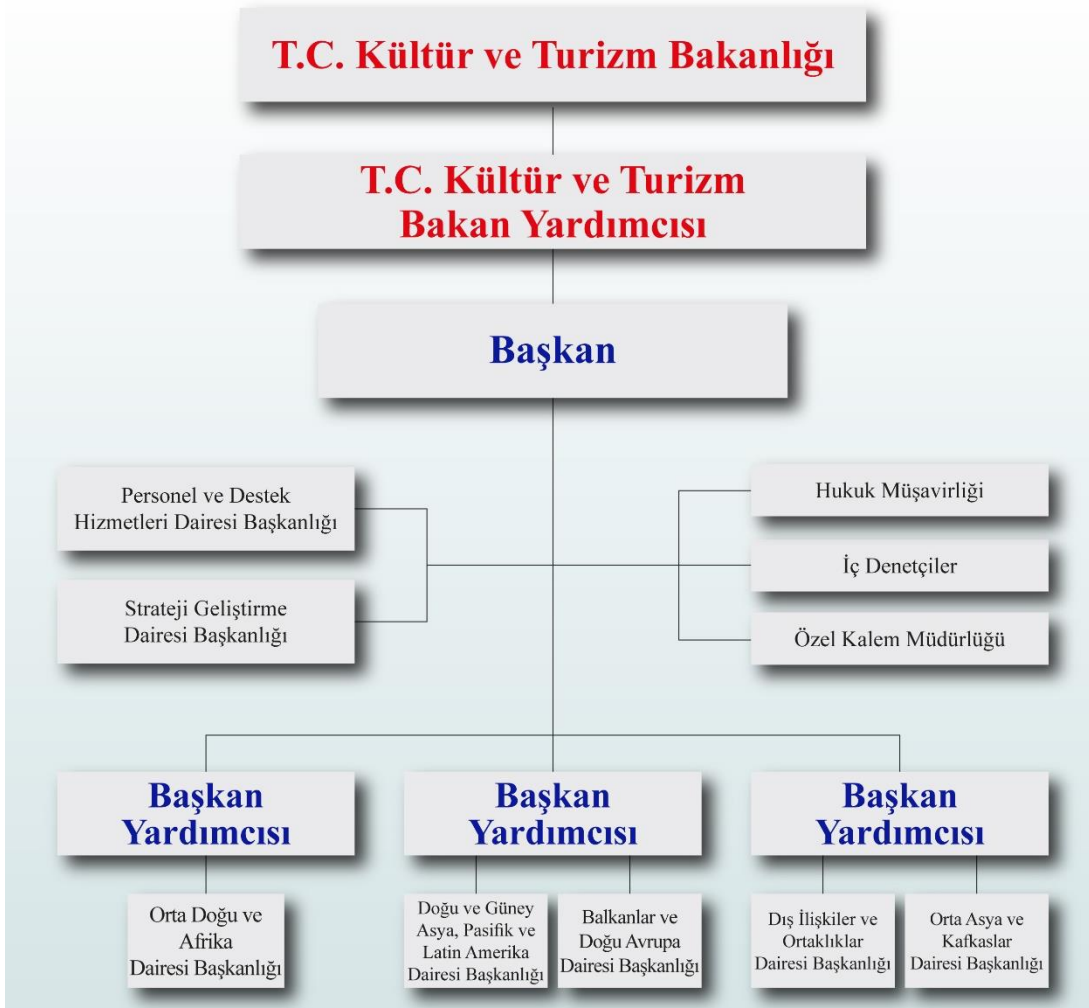 T.C. Kültür ve Turizm Bakanlığı
T.C. Kültür ve Turizm
Bakan Yardımcısı
Başkan
Personel ve Destek
Hizmetleri Dairesi Başkanlığı
Strateji Geliştirme
Dairesi Başkanlığı
Hukuk Müşavirliği
İç Denetçiler
Özel Kalem Müdürlüğü
Başkan
Yardımcısı
Orta Doğu ve
Afrika
Dairesi Başkanlığı
Başkan
Yardımcısı
Doğu ve Güney
Asya, Pasifik ve
Latin Amerika
Dairesi Başkanlığı
Balkanlar ve
Doğu Avrupa
Dairesi Başkanlığı
Başkan
Yardımcısı
Dış İlişkiler ve
Ortaklıklar
Dairesi Başkanlığı
Orta Asya ve
Kafkaslar
Dairesi Başkanlığı